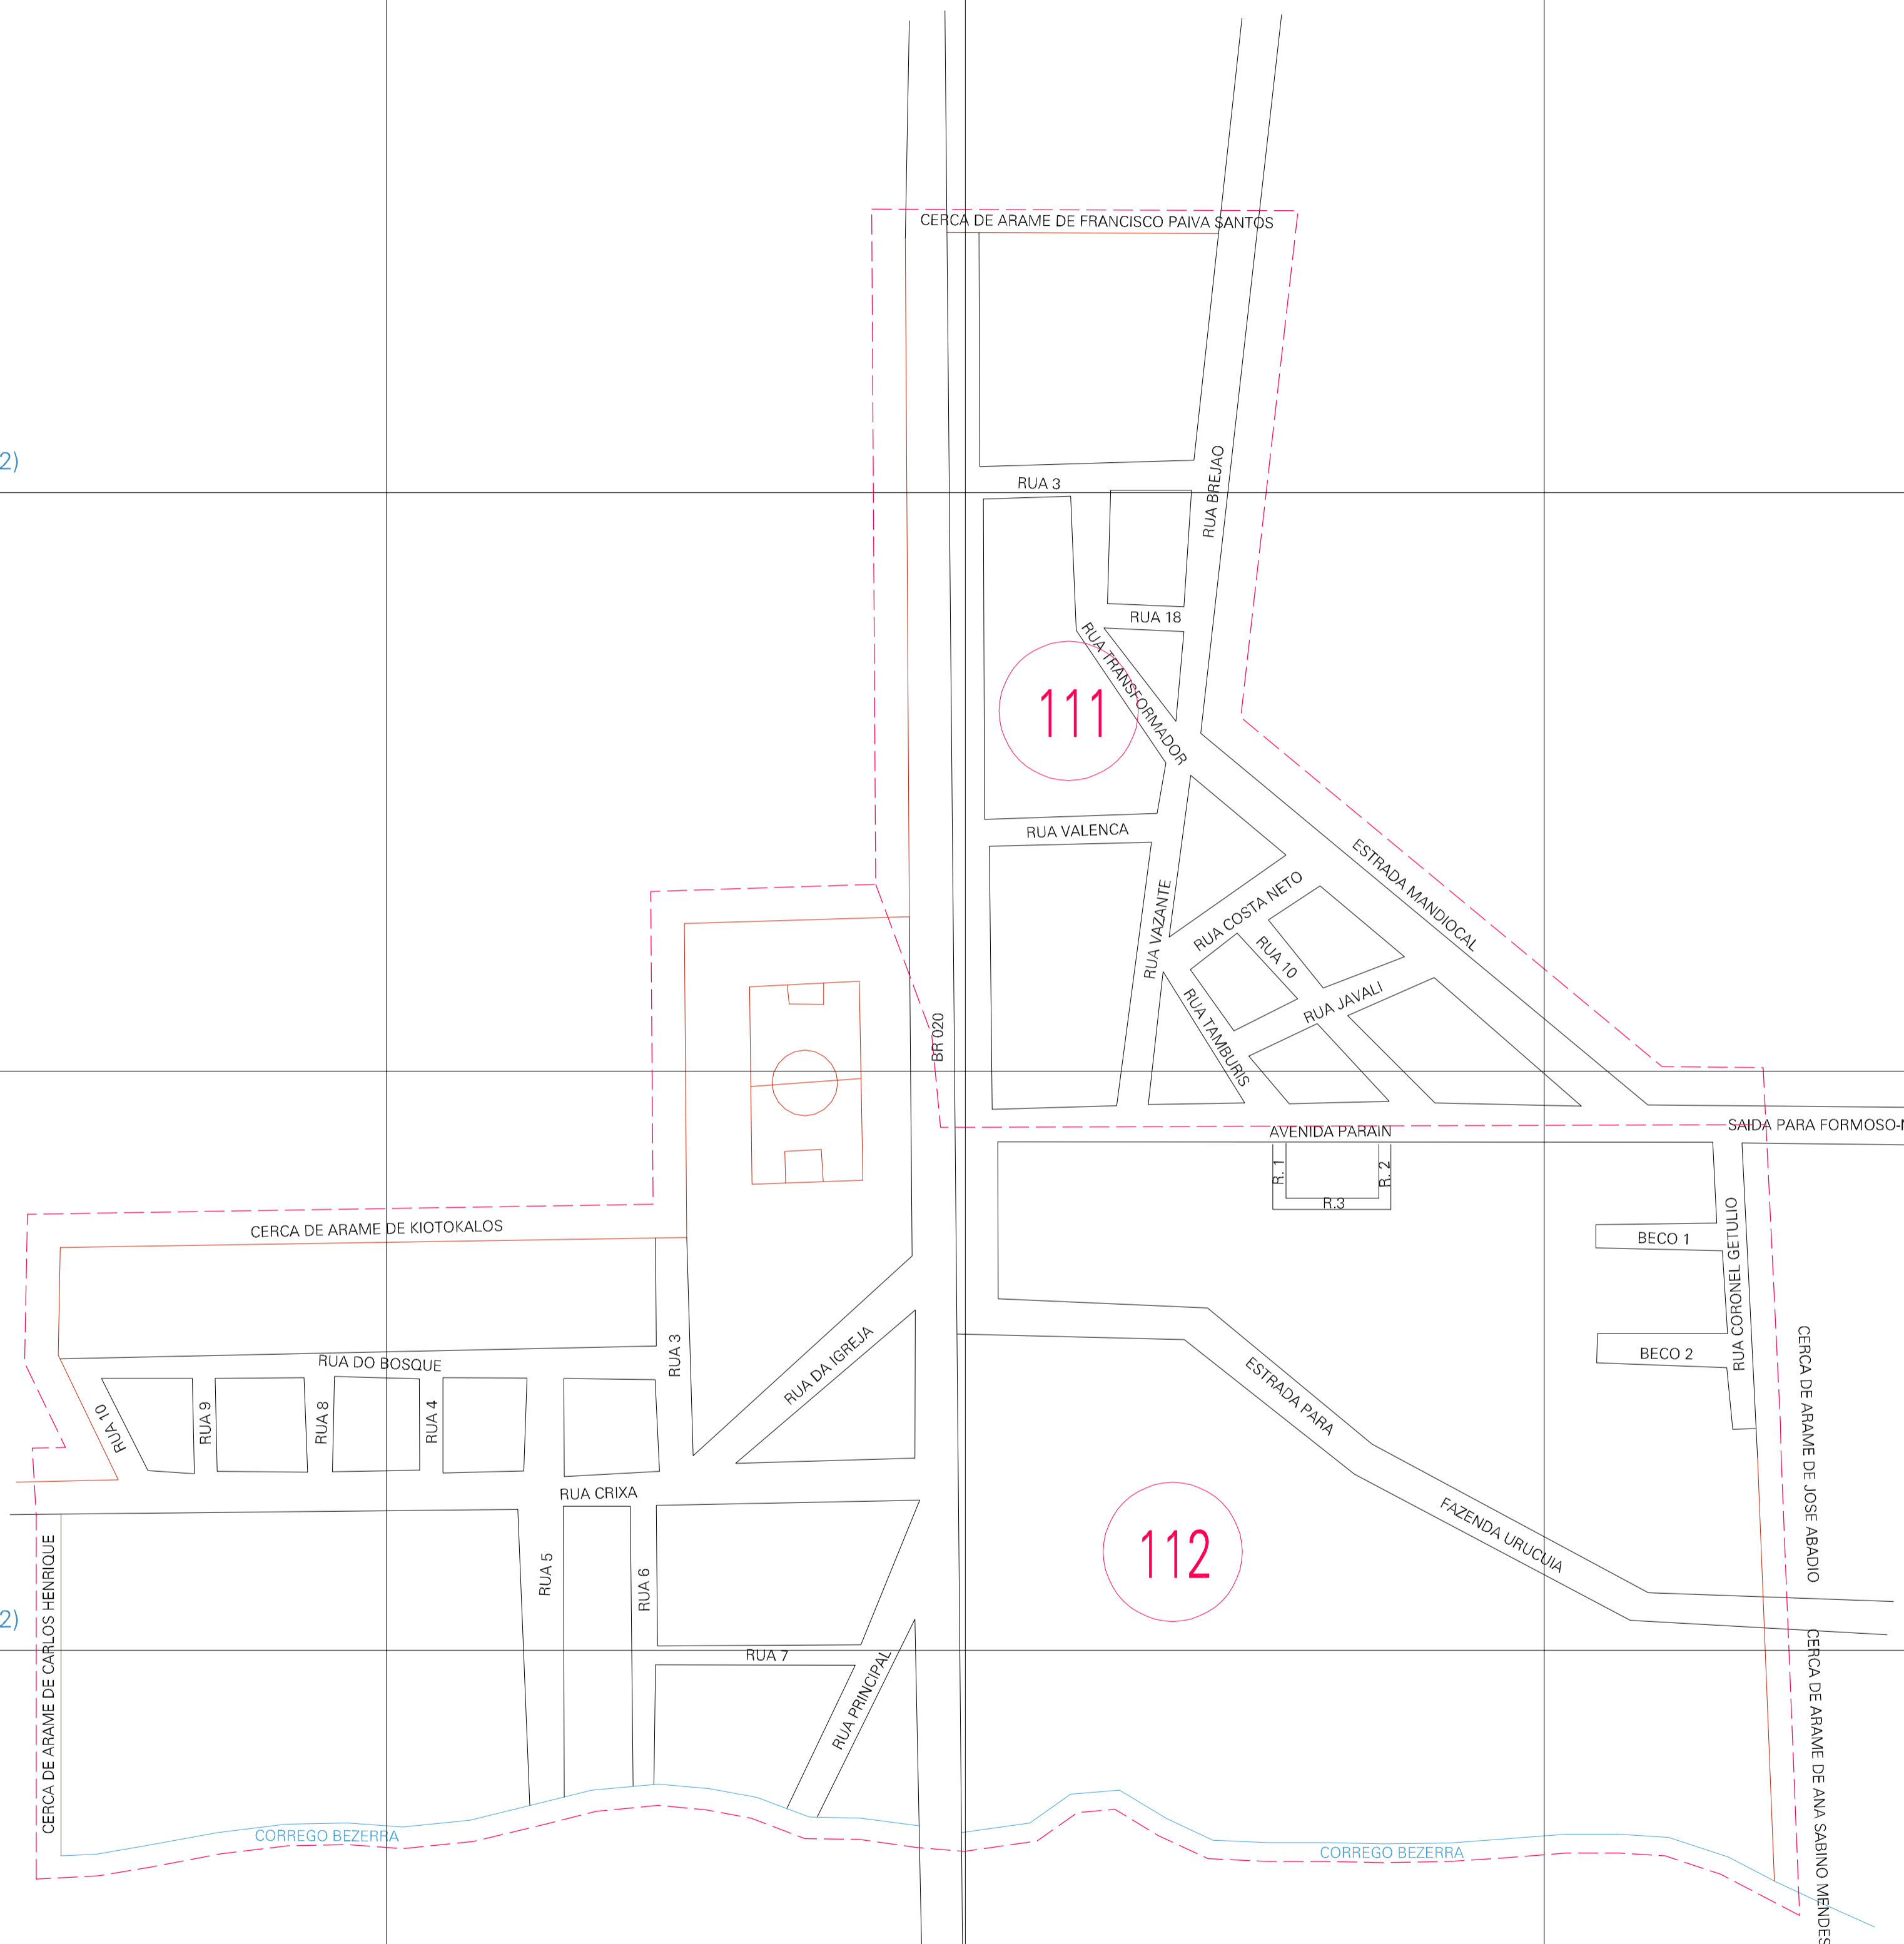 CERCA DE ARAME DE FRANCISCO PAIVA SANTOS
2)
RUA 3
RUA BREJAO
RUA 18
RUA TRANSFORMADOR
111
RUA VALENCA
ESTRADA MANDIOCAL
RUA VAZANTE
RUA COSTA NETO
RUA 10
RUA JAVALI
RUA TAMBURIS
BR 020
SAIDA PARA FORMOSO-
AVENIDA PARAIN
R. 1
R. 2
R.3
CERCA DE ARAME DE KIOTOKALOS
BECO 1
RUA CORONEL GETULIO
BECO 2
RUA 3
RUA DO BOSQUE
RUA DA IGREJA
ESTRADA PARA
CERCA DE ARAME DE JOSE ABADIO
RUA 10
RUA 9
RUA 8
RUA 4
RUA CRIXA
FAZENDA URUCUIA
112
RUA 5
RUA 6
2)
CERCA DE ARAME DE CARLOS HENRIQUE
RUA 7
RUA PRINCIPAL
CERCA DE ARAME DE ANA SABINO MENDES
CORREGO BEZERRA
CORREGO BEZERRA